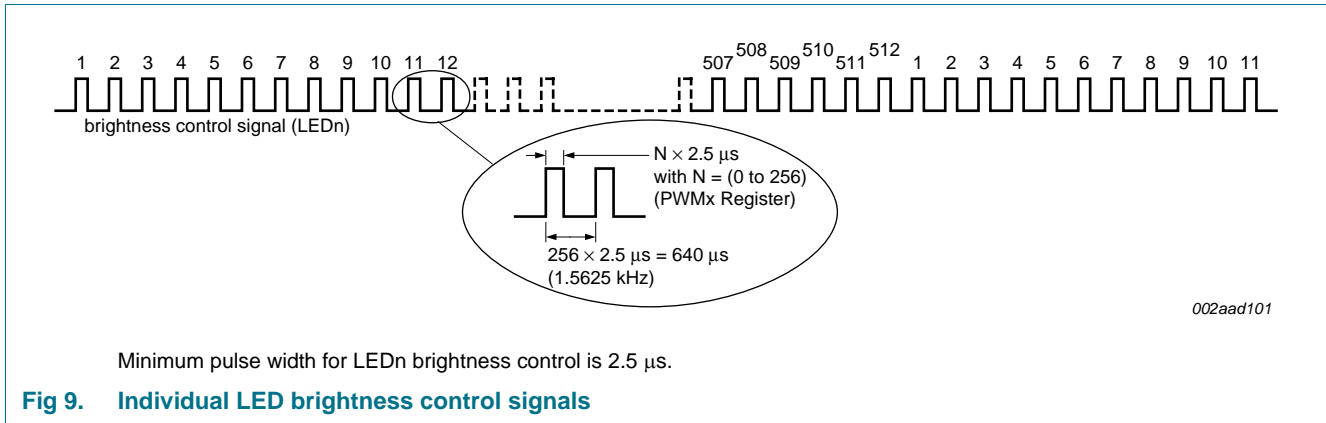 1 2 3 4 5 6 7 8 9 10 11 12 507 508 509 510 511 512 1 2 3 4 5 6 7 8 9 10 11
brightness control signal (LEDn)
N × 2.5 μs
with N = (0 to 256)
(PWMx Register)
256 × 2.5 μs = 640 μs
(1.5625 kHz)
002aad101
Minimum pulse width for LEDn brightness control is 2.5 μs.
Fig 9. Individual LED brightness control signals